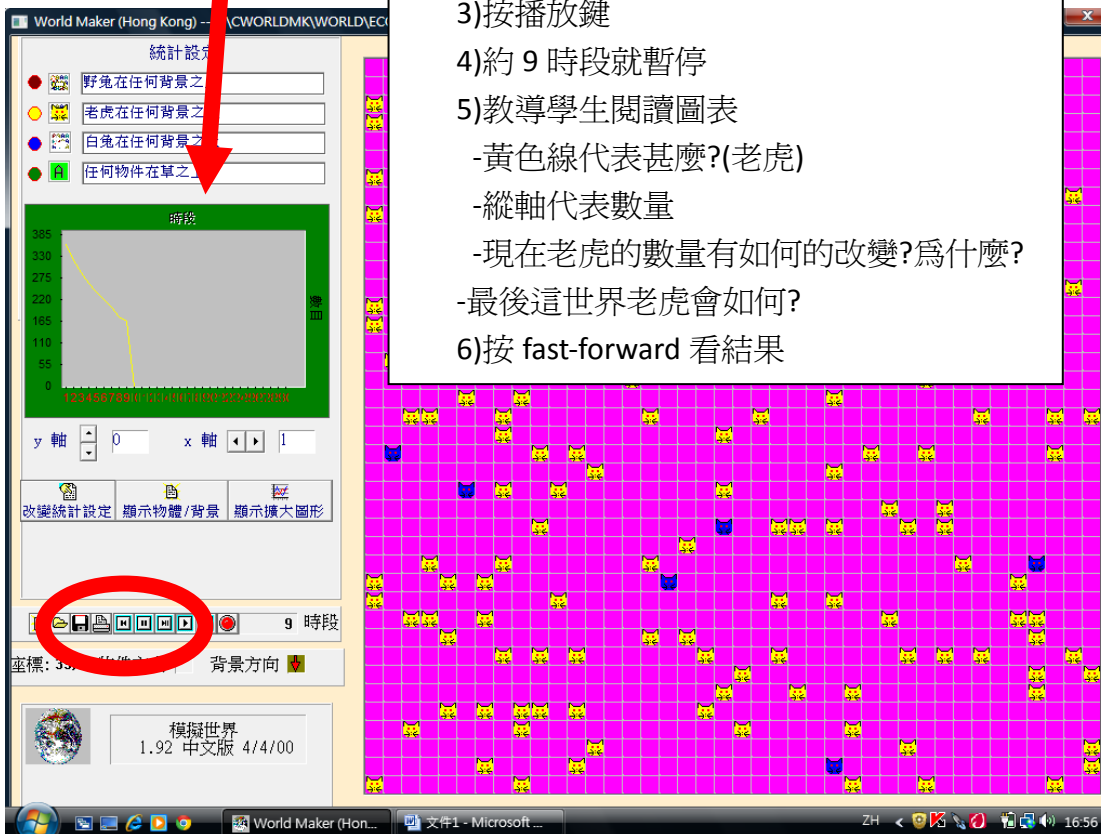 World Maker (Hong Kong) --
\CWORLDMK\WORLD\EC
統計設定
野兔在任何背景之
老虎在任何背景之
白兔在任何背景之
任何物件在草之上
時段
385
330
275
220
165
110
55
0
數量
y 軸 0 x 軸 1
改變統計設定 顯示物體/背景 顯示擴大圖形
9 時段
座標:
背景方向
模擬世界
1.92 中文版 4/4/00
3)按播放鍵
4)約 9 時段就暫停
5)教導學生閱讀圖表
-黃色線代表甚麼?(老虎)
-縱軸代表數量
-現在老虎的數量有如何的改變?爲什麼?
-最後這世界老虎會如何?
6)按 fast-forward 看結果
World Maker (Hon...
文件1 - Microsoft ...
ZH
16:56